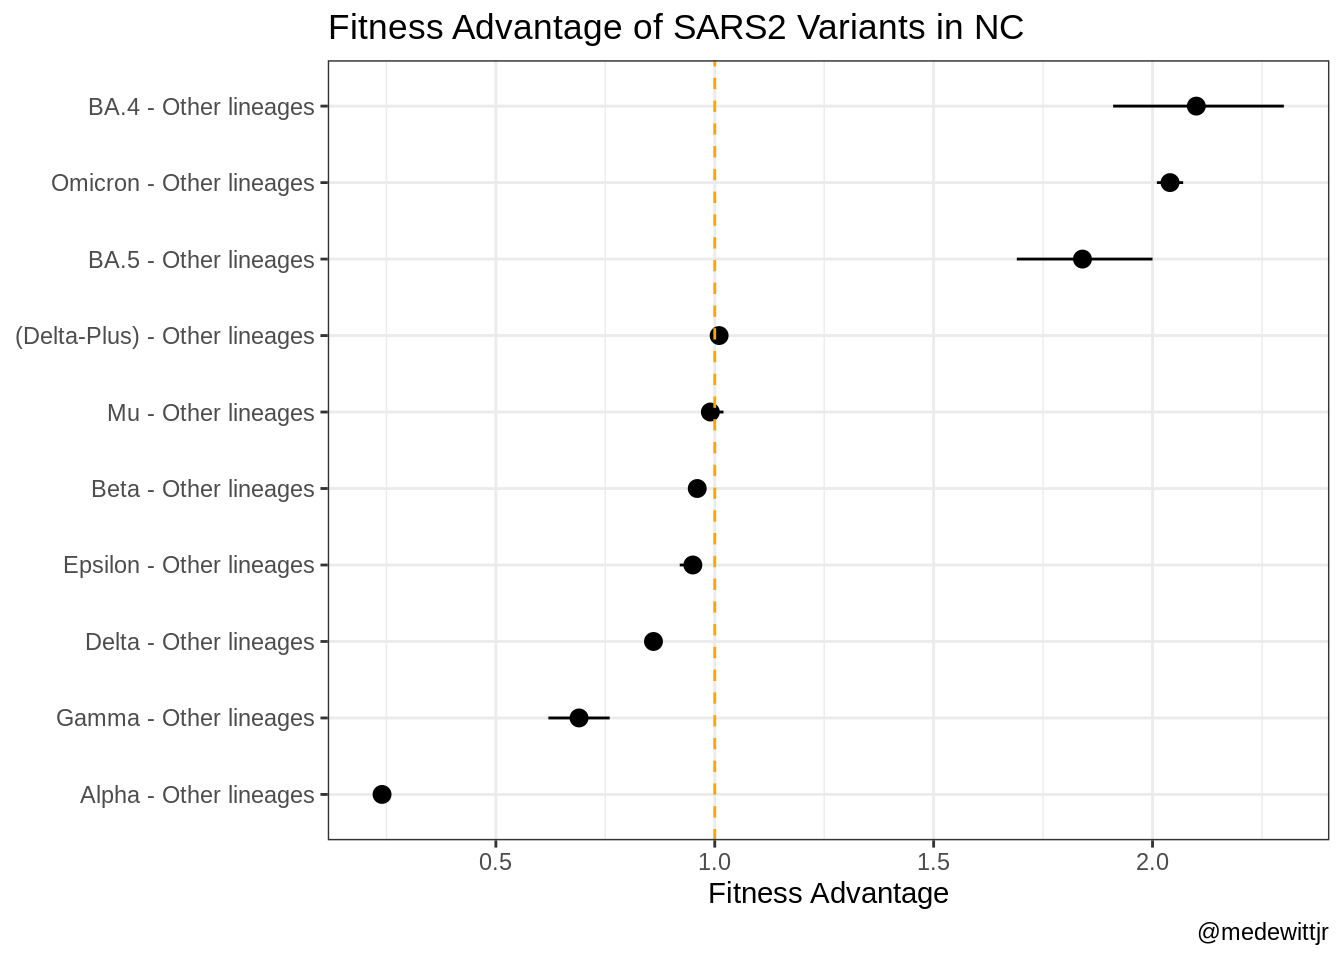 Fitness Advantage of SARS2 Variants in NC
BA.4 - Other lineages
Omicron - Other lineages
BA.5 - Other lineages
(Delta-Plus) - Other lineages
Mu - Other lineages
Beta - Other lineages
Epsilon - Other lineages
Delta - Other lineages
Gamma - Other lineages
Alpha - Other lineages
0.5 1.0 1.5 2.0
Fitness Advantage
@medewittjr